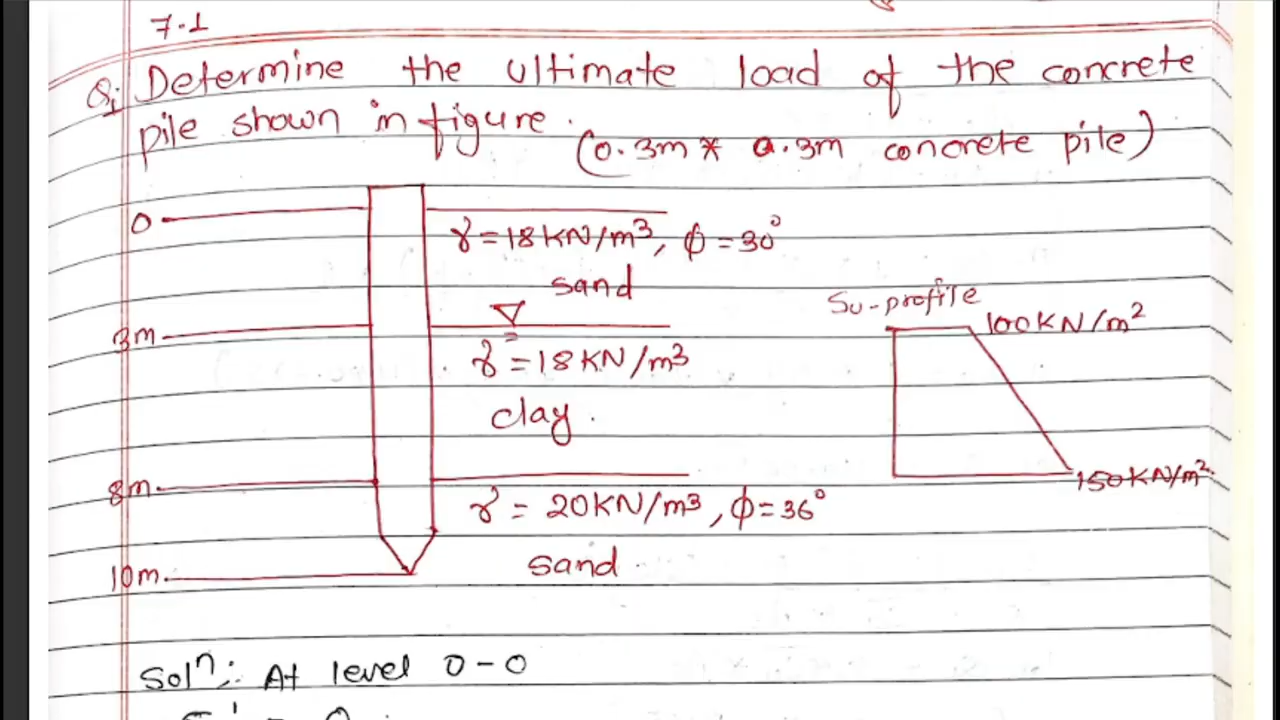 7.1
Q; Determine the ultimate load of the concrete
pile shown in figure.
(0.3m * 0.3m concrete pile)
0
γ = 18 KN/m³, ϕ = 30°
sand
Su-profile
100 KN/m²
3m
γ = 18 KN/m³
clay.
8m
150 KN/m².
γ = 20 KN/m³, ϕ = 36°
sand.
10m
Solⁿ:. At level 0-0